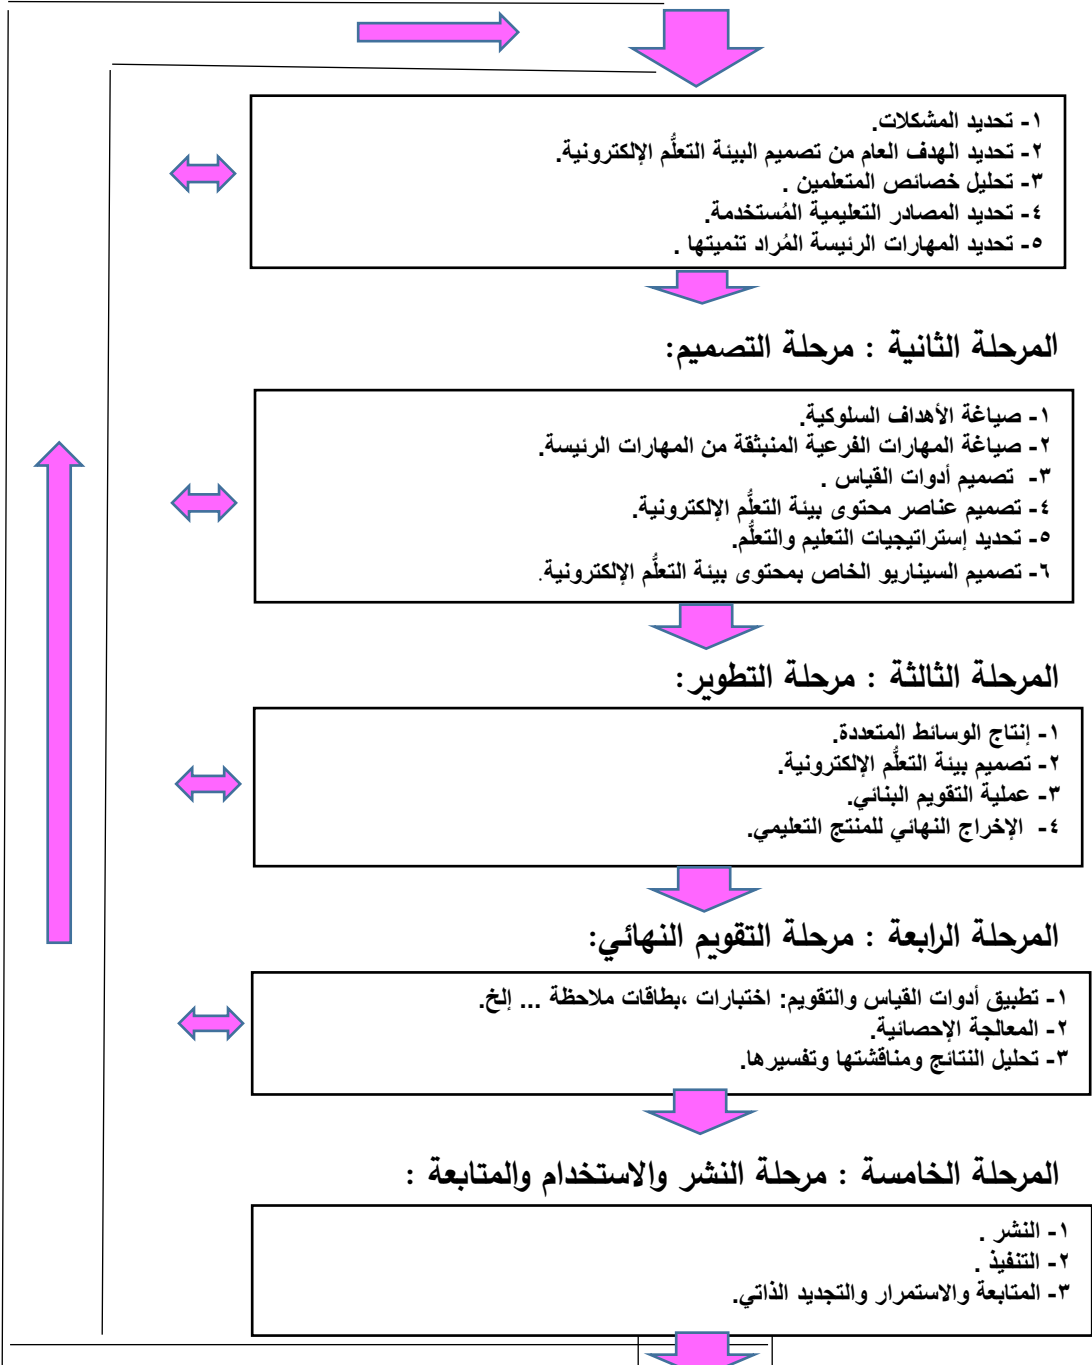 ١- تحديد المشكلات.
٢- تحديد الهدف العام من تصميم البيئة التعلُّم الإلكترونية.
٣- تحليل خصائص المتعلمين .
٤- تحديد المصادر التعليمية المُستخدمة.
٥- تحديد المهارات الرئيسة المُراد تنميتها .
المرحلة الثانية : مرحلة التصميم:
١- صياغة الأهداف السلوكية.
٢- صياغة المهارات الفرعية المنبثقة من المهارات الرئيسة.
٣- تصميم أدوات القياس .
٤- تصميم عناصر محتوى بيئة التعلُّم الإلكترونية.
٥- تحديد إستراتيجيات التعليم والتعلُّم.
٦- تصميم السيناريو الخاص بمحتوى بيئة التعلُّم الإلكترونية.
المرحلة الثالثة : مرحلة التطوير:
١- إنتاج الوسائط المتعددة.
٢- تصميم بيئة التعلُّم الإلكترونية.
٣- عملية التقويم البنائي.
٤- الإخراج النهائي للمنتج التعليمي.
المرحلة الرابعة : مرحلة التقويم النهائي:
١- تطبيق أدوات القياس والتقويم: اختبارات ،بطاقات ملاحظة ... إلخ.
٢- المعالجة الإحصائية.
٣- تحليل النتائج ومناقشتها وتفسيرها.
المرحلة الخامسة : مرحلة النشر والاستخدام والمتابعة :
١- النشر .
٢- التنفيذ .
٣- المتابعة والاستمرار والتجديد الذاتي.